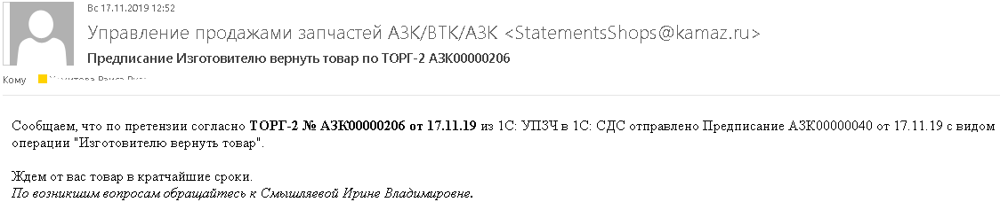 Вс 17.11.2019 12:52
Управление продажами запчастей АЗК/ВТК/АЗК <StatementsShops@kamaz.ru>
Предписание Изготовителю вернуть товар по ТОРГ-2 АЗК00000206
Кому
Сообщаем, что по претензии согласно ТОРГ-2 № АЗК00000206 от 17.11.19 из 1С: УПЗЧ в 1С: СДС отправлено Предписание АЗК00000040 от 17.11.19 с видом
операции "Изготовителю вернуть товар".
Ждем от вас товар в кратчайшие сроки.
По возникшим вопросам обращайтесь к Смышляевой Ирине Владимировне.